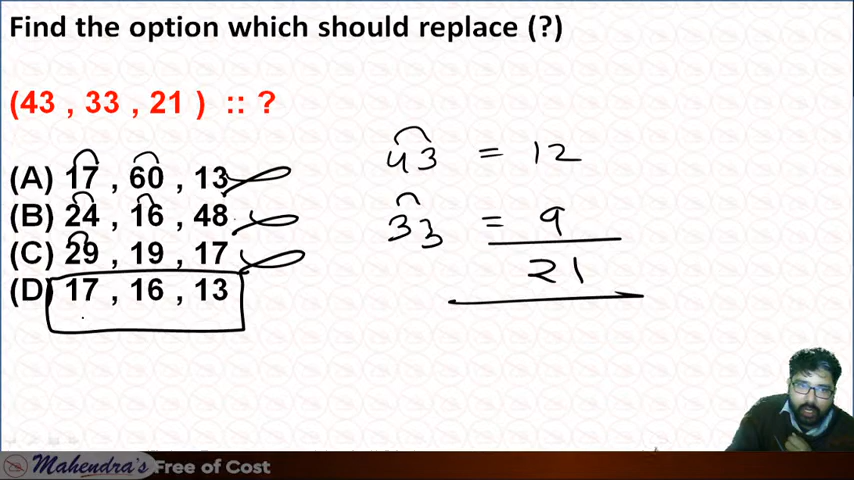 Find the option which should replace (?)
(43 , 33 , 21 ) :: ?
43 = 12
(A) 17 , 60 , 13
(B) 24 , 16 , 48
33 = 9
(C) 29 , 19 , 17
21
(D) 17 , 16 , 13
Mahendra's Free of Cost